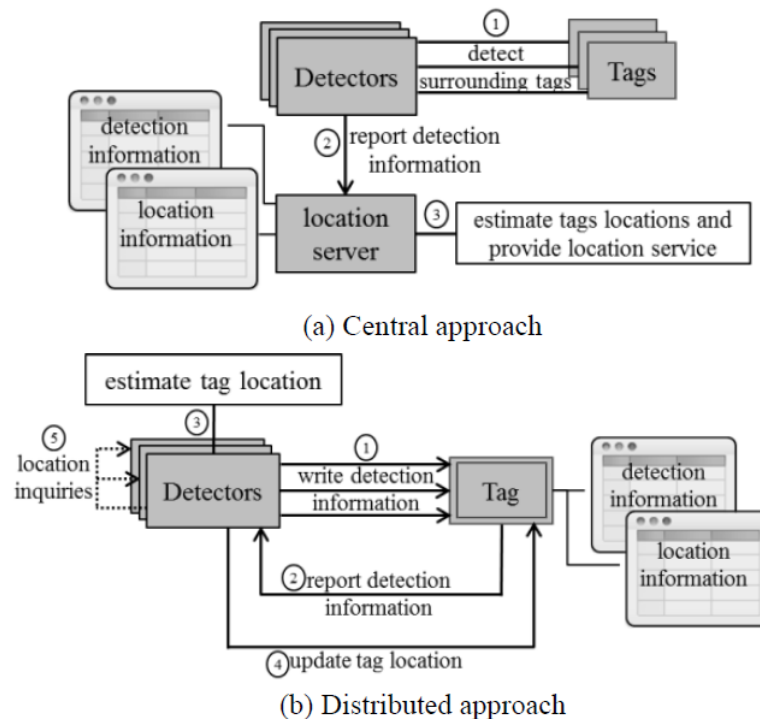 ①
Detectors
detect
surrounding tags
Tags
②
report detection
information
detection
information
location
information
location
server
③
estimate tags locations and
provide location service
(a) Central approach
estimate tag location
③
⑤
location
inquiries
Detectors
①
write detection
information
Tag
detection
information
location
information
② report detection
information
④ update tag location
(b) Distributed approach